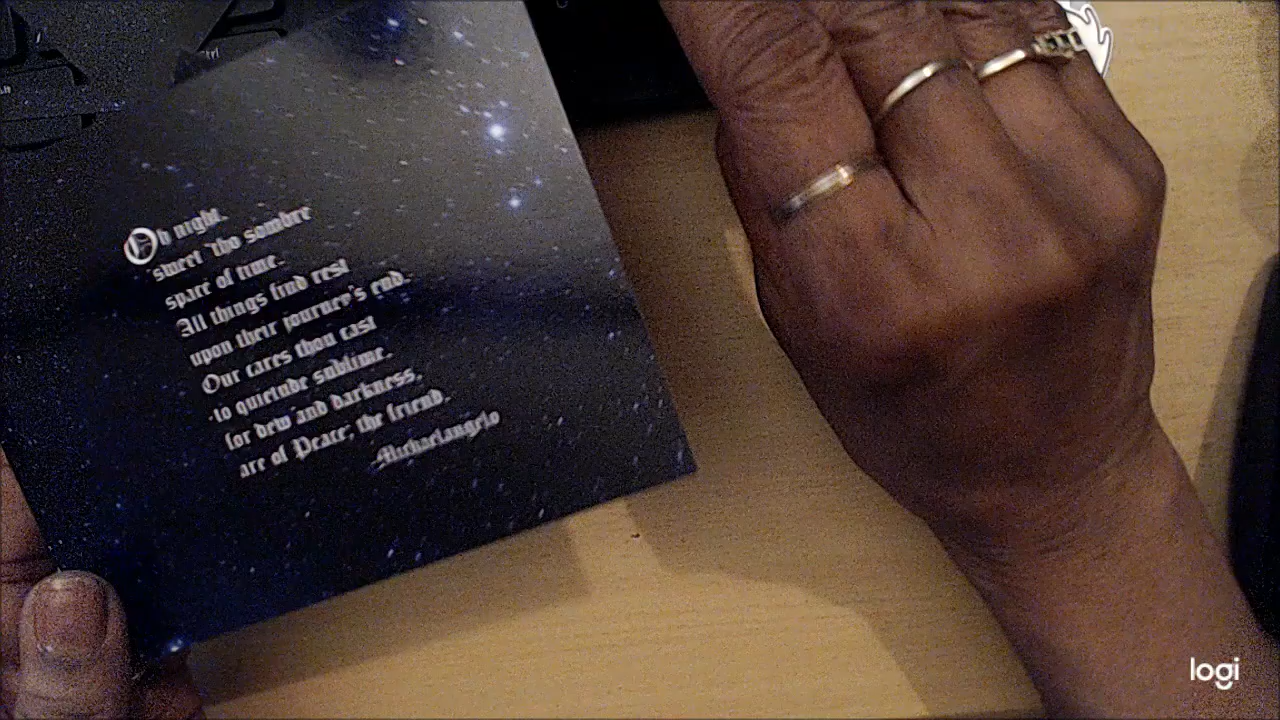 Oh night,
sweet 'tho sombre
space of time.
All things find rest
upon their journey's end.
Our cares thou cast
to quietude sublime.
for dew and darkness,
are of Peace, the friend.
Michaelangelo
logi